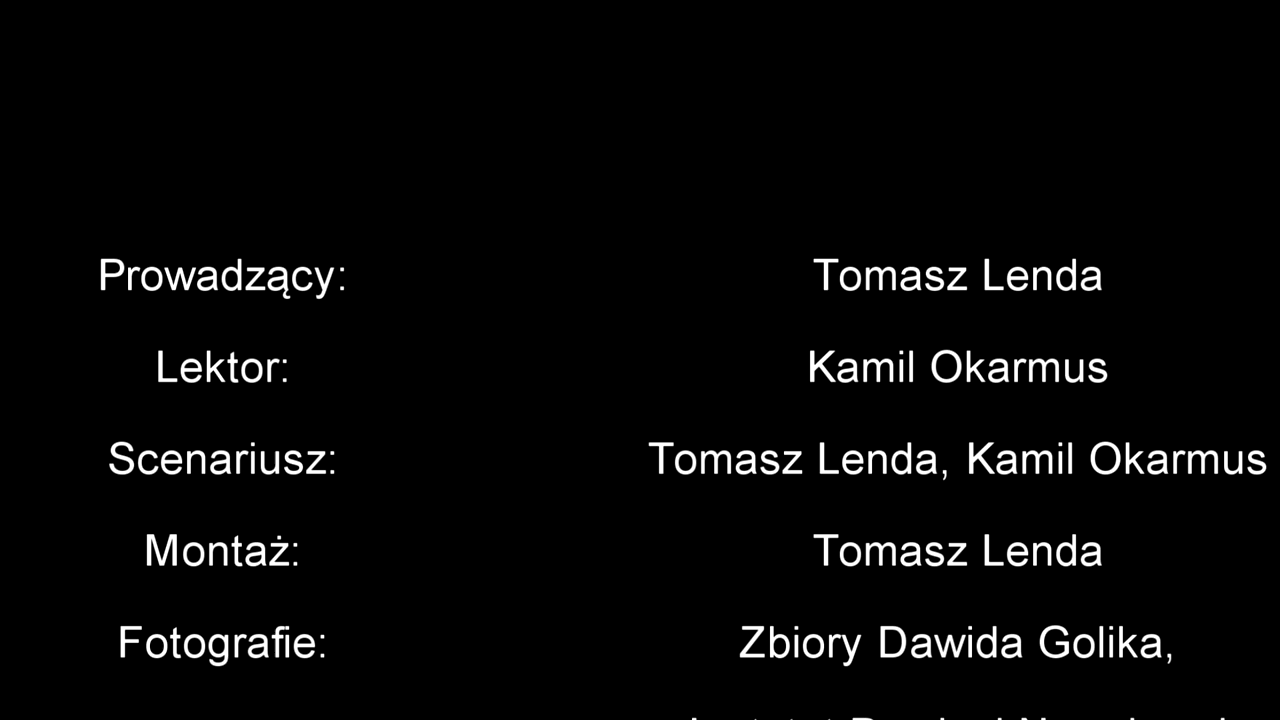 Prowadzący: Tomasz Lenda
Lektor: Kamil Okarmus
Scenariusz: Tomasz Lenda, Kamil Okarmus
Montaż: Tomasz Lenda
Fotografie: Zbiory Dawida Golika,